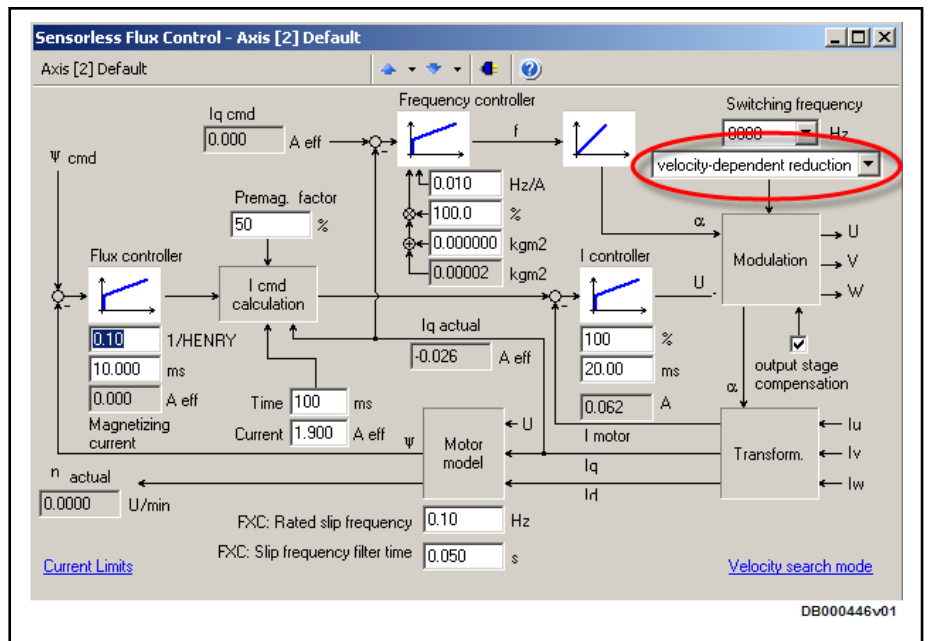 Sensorless Flux Control - Axis [2] Default
Axis [2] Default
Iq cmd
0.000 A eff
Frequency controller
f
Switching frequency
Hz
velocity-dependent reduction
Ψ cmd
0.010 Hz/A
100.0 %
0.000000 kgm2
0.00002 kgm2
Premag. factor
50 %
α
Modulation
U
V
W
Flux controller
I cmd
calculation
I controller
U
0.10 1/HENRY
10.000 ms
0.000 A eff
Magnetizing
current
Iq actual
-0.026 A eff
100 %
20.00 ms
0.062 A
I motor
output stage
compensation
α
Time 100 ms
Current 1.900 A eff
Ψ
Motor
model
U
Iq
Id
Transform.
Iu
Iv
Iw
n actual
0.0000 U/min
FXC: Rated slip frequency 0.10 Hz
FXC: Slip frequency filter time 0.050 s
Current Limits
Velocity search mode
DB000446v01